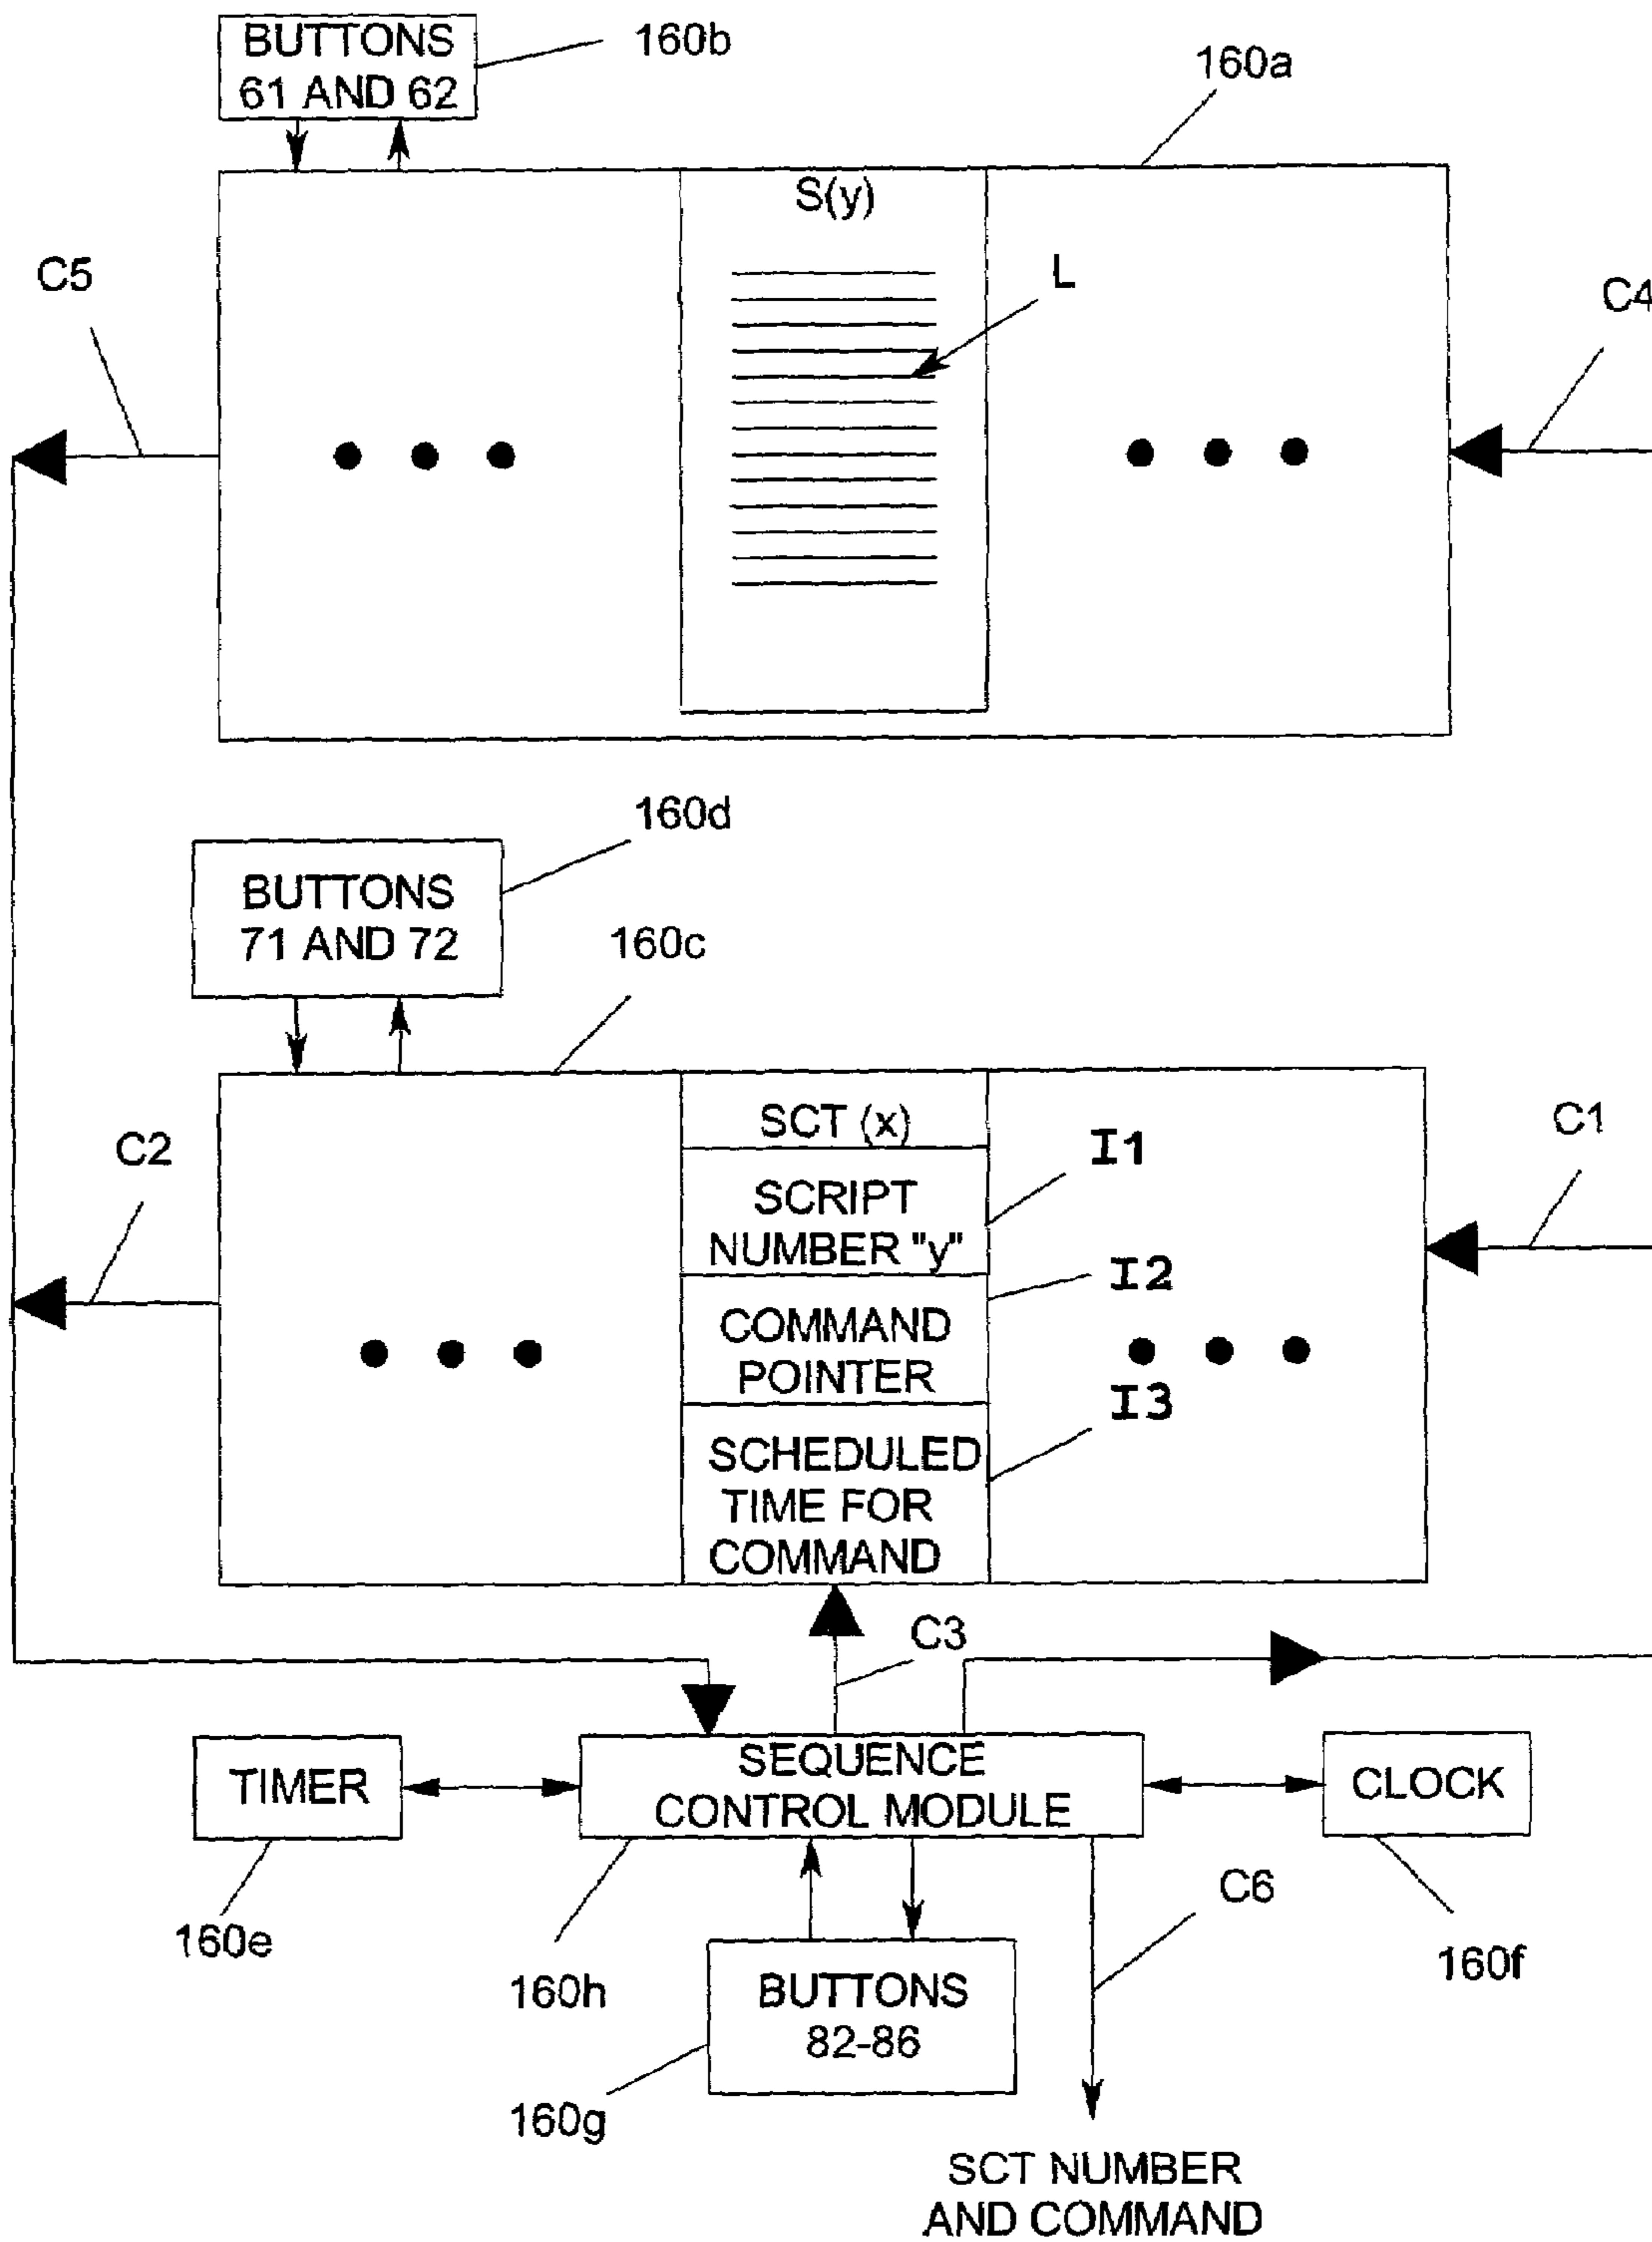 BUTTONS
61 AND 62
160b
160a
S(y)
C5
L
C4
160d
BUTTONS
71 AND 72
160c
SCT (x)
C2
I1
C1
SCRIPT
NUMBER "y"
I2
COMMAND
POINTER
I3
SCHEDULED
TIME FOR
COMMAND
C3
TIMER
SEQUENCE
CONTROL MODULE
CLOCK
C6
160e
160h
BUTTONS
82-86
160f
160g
SCT NUMBER
AND COMMAND